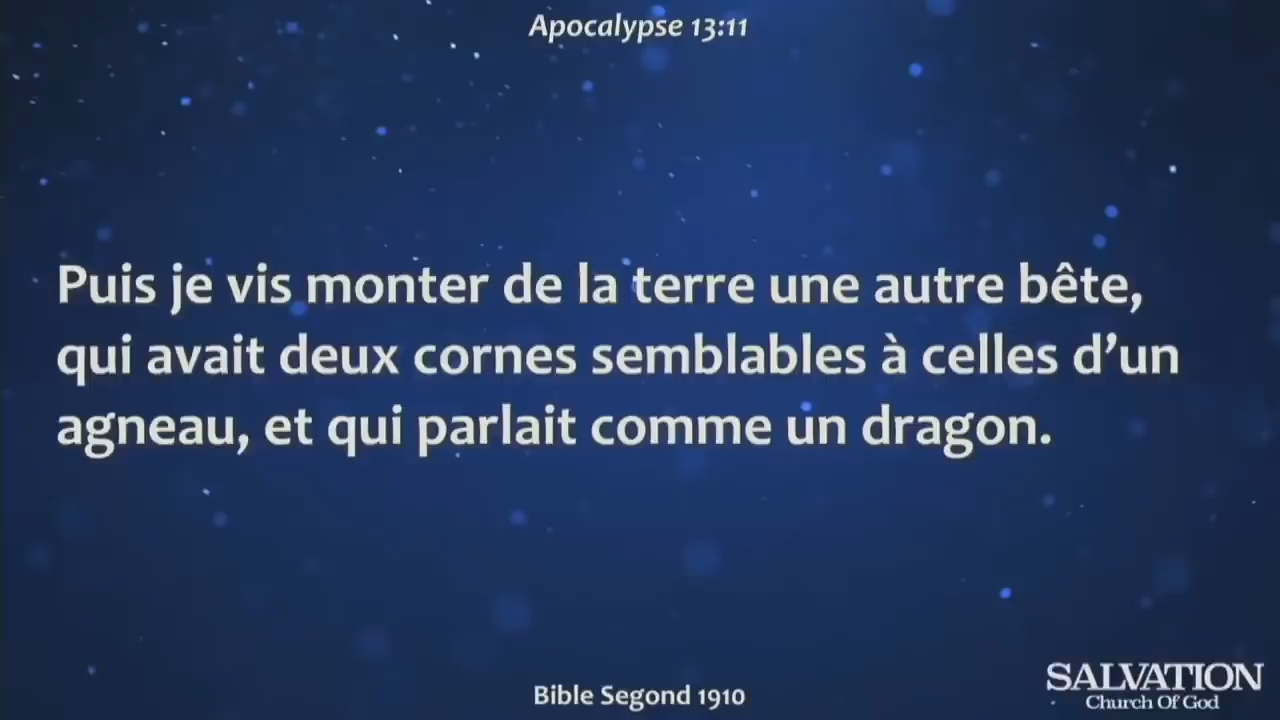 Apocalypse 13:11
Puis je vis monter de la terre une autre bête,
qui avait deux cornes semblables à celles d’un
agneau, et qui parlait comme un dragon.
Bible Segond 1910
SALVATION
Church Of God